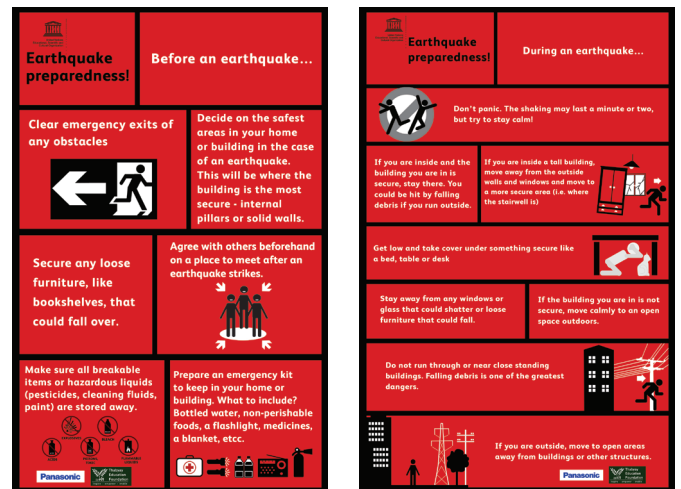 Earthquake
preparedness!
Before an earthquake...
Clear emergency exits of
any obstacles
Decide on the safest
areas in your home
or building in the case
of an earthquake.
This will be where the
building is the most
secure - internal
pillars or solid walls.
Secure any loose
furniture, like
bookshelves, that
could fall over.
Agree with others beforehand
on a place to meet after an
earthquake strikes.
Make sure all breakable
items or hazardous liquids
(pesticides, cleaning fluids,
paint) are stored away.
Prepare an emergency kit
to keep in your home or
building. What to include?
Bottled water, non-perishable
foods, a flashlight, medicines,
a blanket, etcc.
Panasonic
Education
Foundation
Earthquake
preparedness!
During an earthquake...
Don't panic. The shaking may last a minute or two,
but try to stay calm!
If you are inside and the
building you are in is
secure, stay there. You
could be hit by falling
debris if you run outside.
If you are inside a tall building,
move away from the outside
walls and windows and move to
a more secure area (i.e. where
the stairwell is)
Get low and take cover under something secure like
a bed, table or desk
Stay away from any windows or
glass that could shatter or loose
furniture that could fall.
If the building you are in is not
secure, move calmly to an open
space outdoors.
Do not run through or near close standing
buildings. Falling debris is one of the greatest
dangers.
If you are outside, move to open areas
away from buildings or other structures.
Panasonic
Education
Foundation